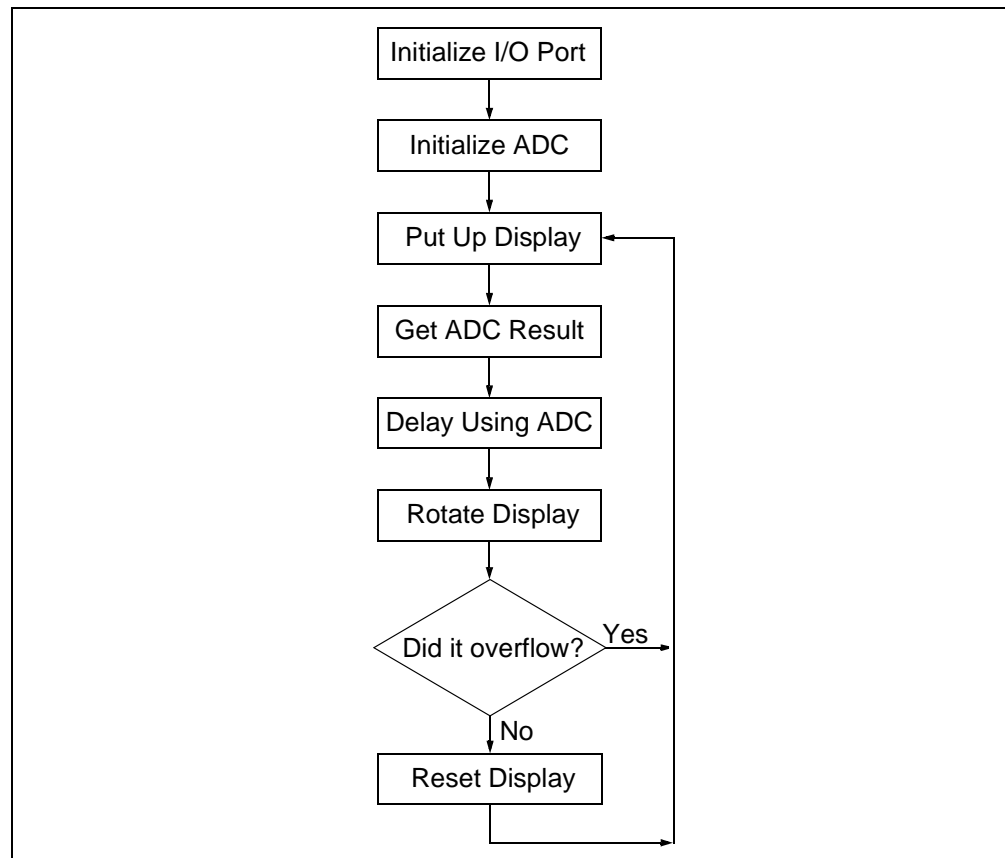 Initialize I/O Port
Initialize ADC
Put Up Display
Get ADC Result
Delay Using ADC
Rotate Display
Did it overflow?
Yes
No
Reset Display